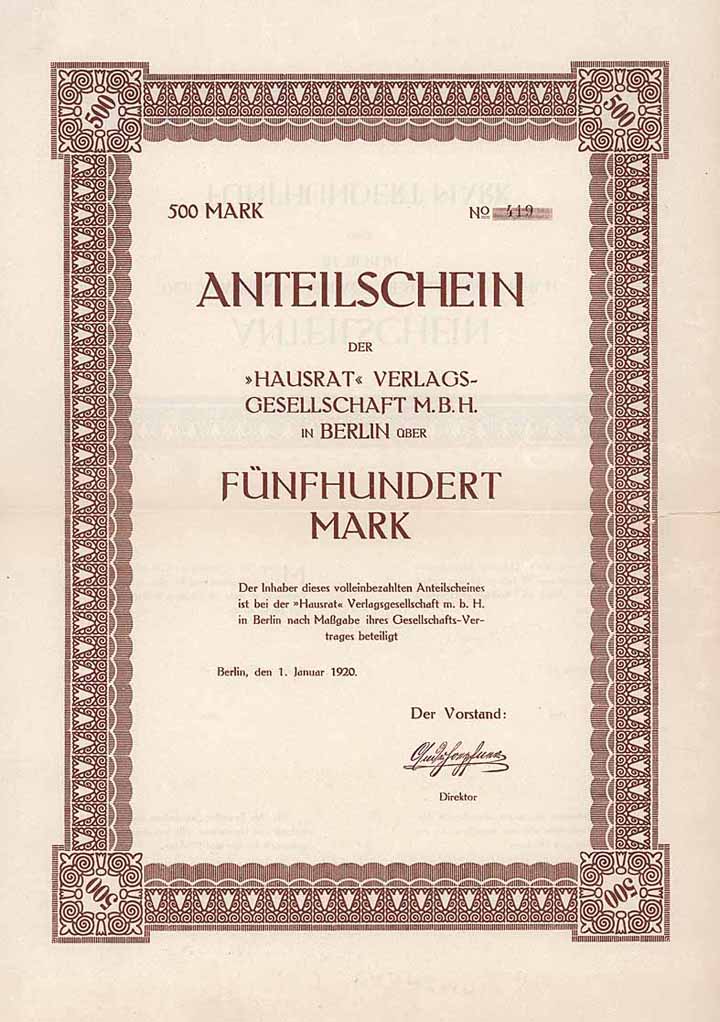 500
500
500 MARK
No 419
ANTEILSCHEIN
DER
»HAUSRAT« VERLAGS-
GESELLSCHAFT M.B.H.
IN BERLIN ÜBER
FÜNFHUNDERT
MARK
Der Inhaber dieses volleinbezahlten Anteilscheines
ist bei der »Hausrat« Verlagsgesellschaft m. b. H.
in Berlin nach Maßgabe ihres Gesellschafts-Ver-
trages beteiligt
Berlin, den 1. Januar 1920.
Der Vorstand:
Direktor
500
500